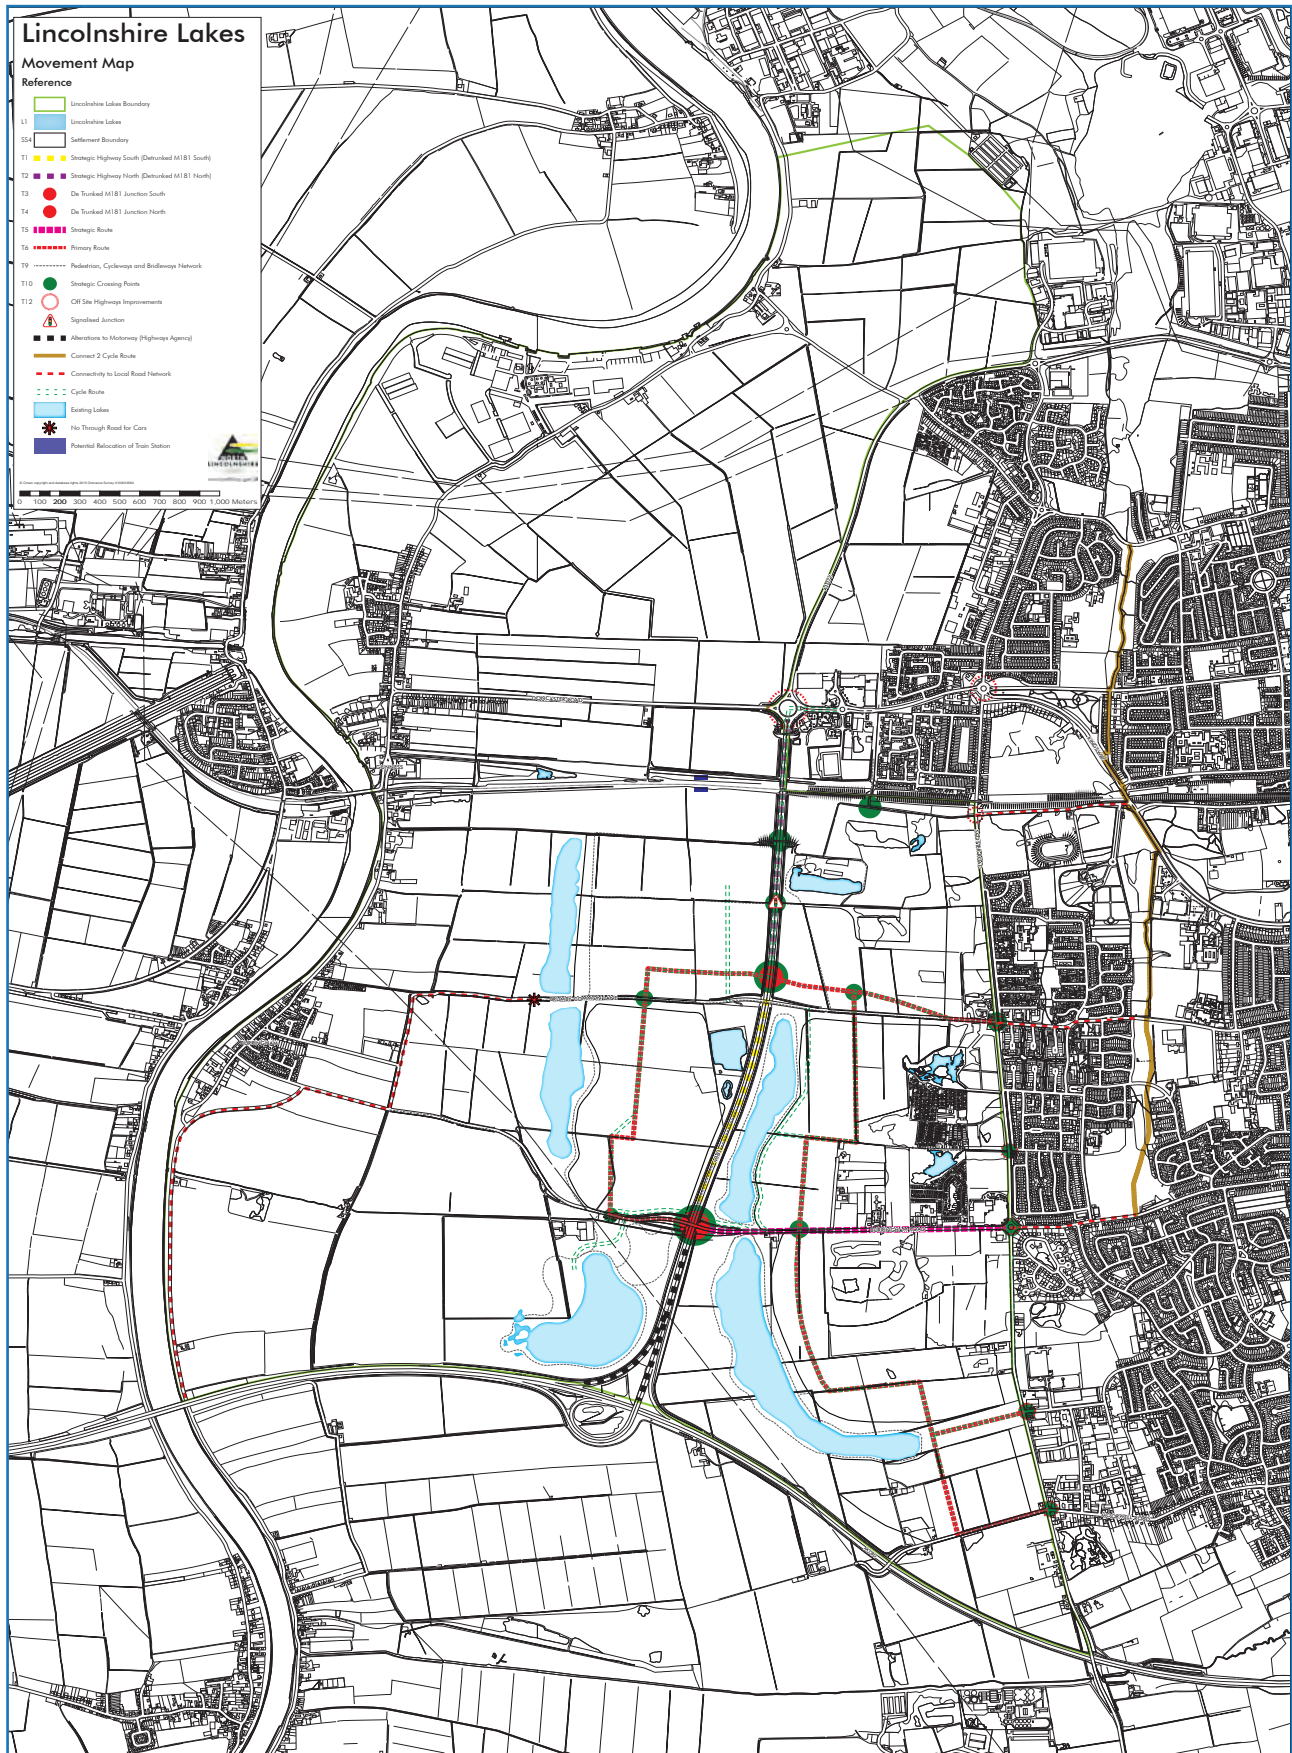 Lincolnshire Lakes
Movement Map
Reference
Lincolnshire Lakes Boundary
L1 Lincolnshire Lakes
SS4 Settlement Boundary
T1 Strategic Highway South (Detrunked M181 South)
T2 Strategic Highway North (Detrunked M181 North)
T3 De Trunked M181 Junction South
T4 De Trunked M181 Junction North
T5 Strategic Route
T6 Primary Route
T9 Pedestrian, Cycleways and Bridleways Network
T10 Strategic Crossing Points
T12 Off Site Highways Improvements
Signalised Junction
Alterations to Motorway (Highways Agency)
Connect 2 Cycle Route
Connectivity to Local Road Network
Cycle Route
Existing Lakes
No Through Road for Cars
Potential Relocation of Train Station
NORTH
LINCOLNSHIRE
0 100 200 300 400 500 600 700 800 900 1,000 Meters